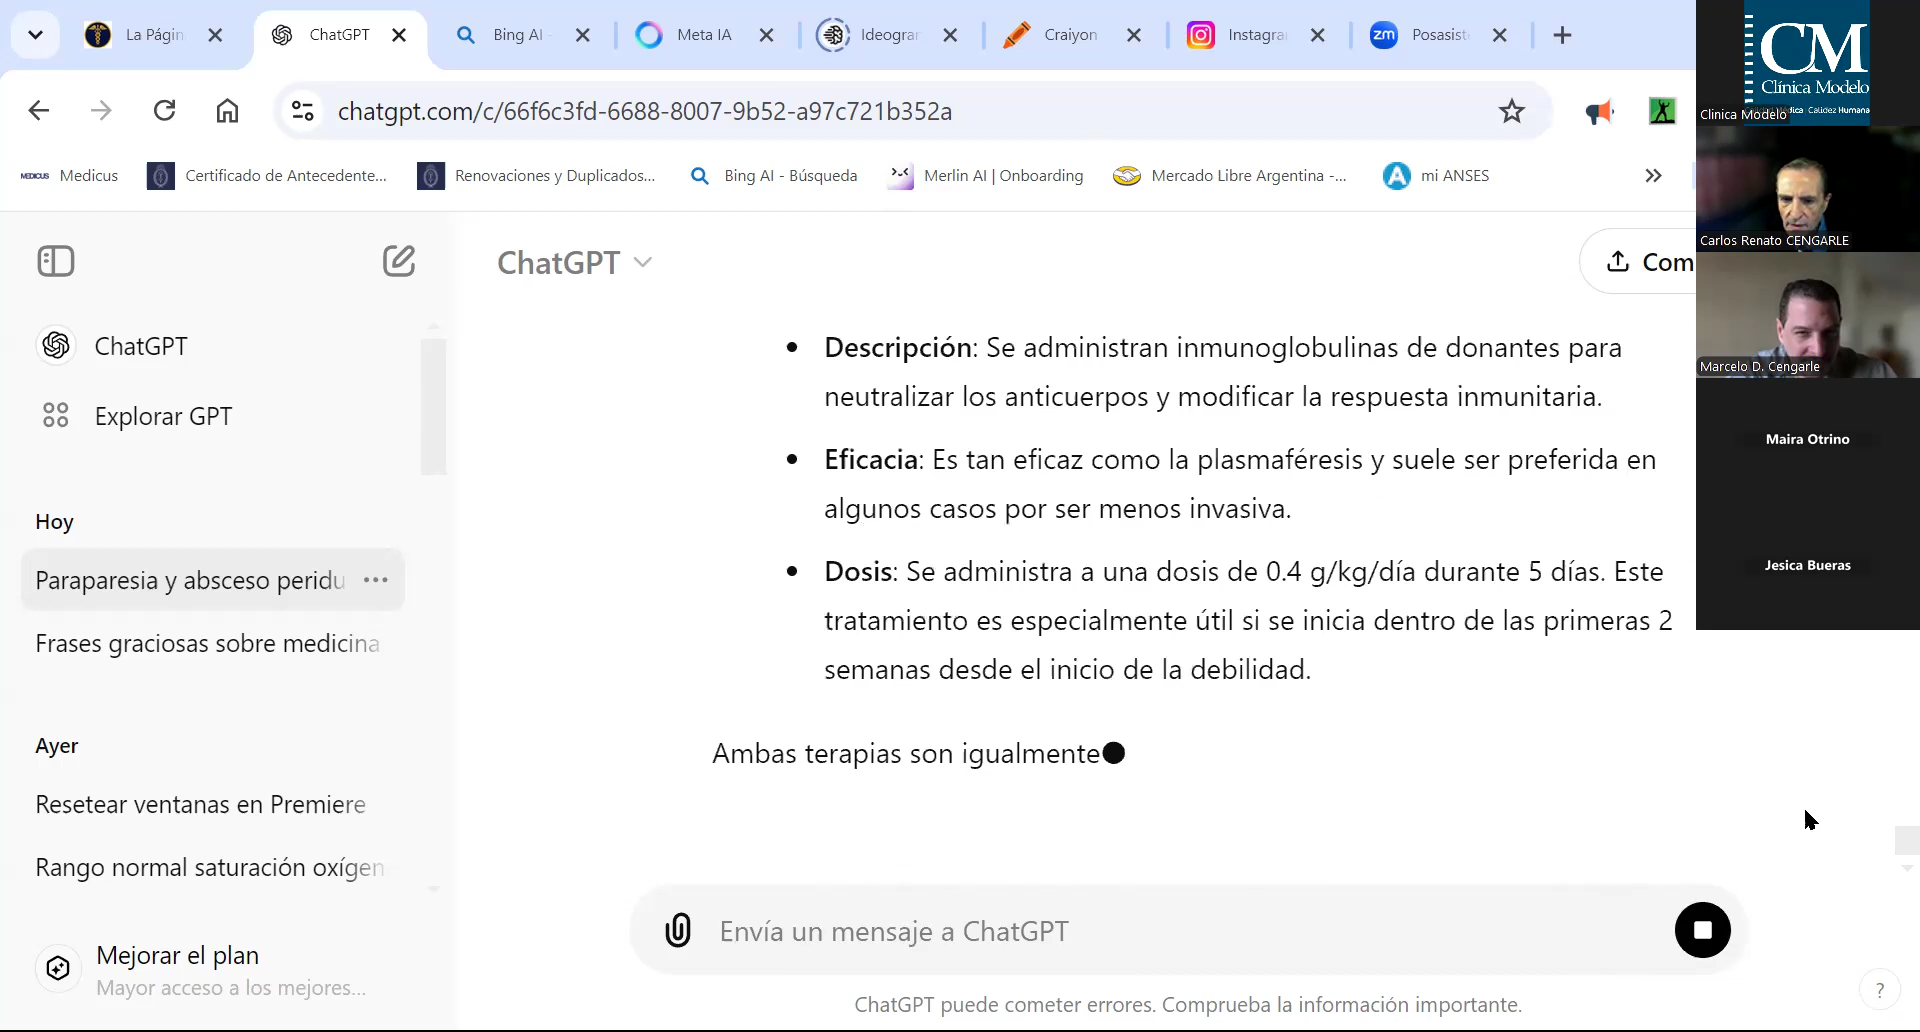 La Págin
ChatGPT
Bing AI -
Meta IA
Ideogra
Craiyon
Instagra
zm
Posasist
chatgpt.com/c/66f6c3fd-6688-8007-9b52-a97c721b352a
MEDICUS Medicus
Certificado de Antecedente...
Renovaciones y Duplicados...
Bing AI - Búsqueda
Merlin AI | Onboarding
Mercado Libre Argentina -...
mi ANSES
CM
Clínica Modelo
Calidez Humana
Clinica Modelo
Carlos Renato CENGARLE
Marcelo D. Cengarle
Maira Otrino
Jesica Bueras
ChatGPT
Explorar GPT
Hoy
Paraparesia y absceso peridu
Frases graciosas sobre medicina
Ayer
Resetear ventanas en Premiere
Rango normal saturación oxígen
Mejorar el plan
Mayor acceso a los mejores...
ChatGPT
Com
Descripción: Se administran inmunoglobulinas de donantes para
neutralizar los anticuerpos y modificar la respuesta inmunitaria.
Eficacia: Es tan eficaz como la plasmaféresis y suele ser preferida en
algunos casos por ser menos invasiva.
Dosis: Se administra a una dosis de 0.4 g/kg/día durante 5 días. Este
tratamiento es especialmente útil si se inicia dentro de las primeras 2
semanas desde el inicio de la debilidad.
Ambas terapias son igualmente
Envía un mensaje a ChatGPT
ChatGPT puede cometer errores. Comprueba la información importante.
?